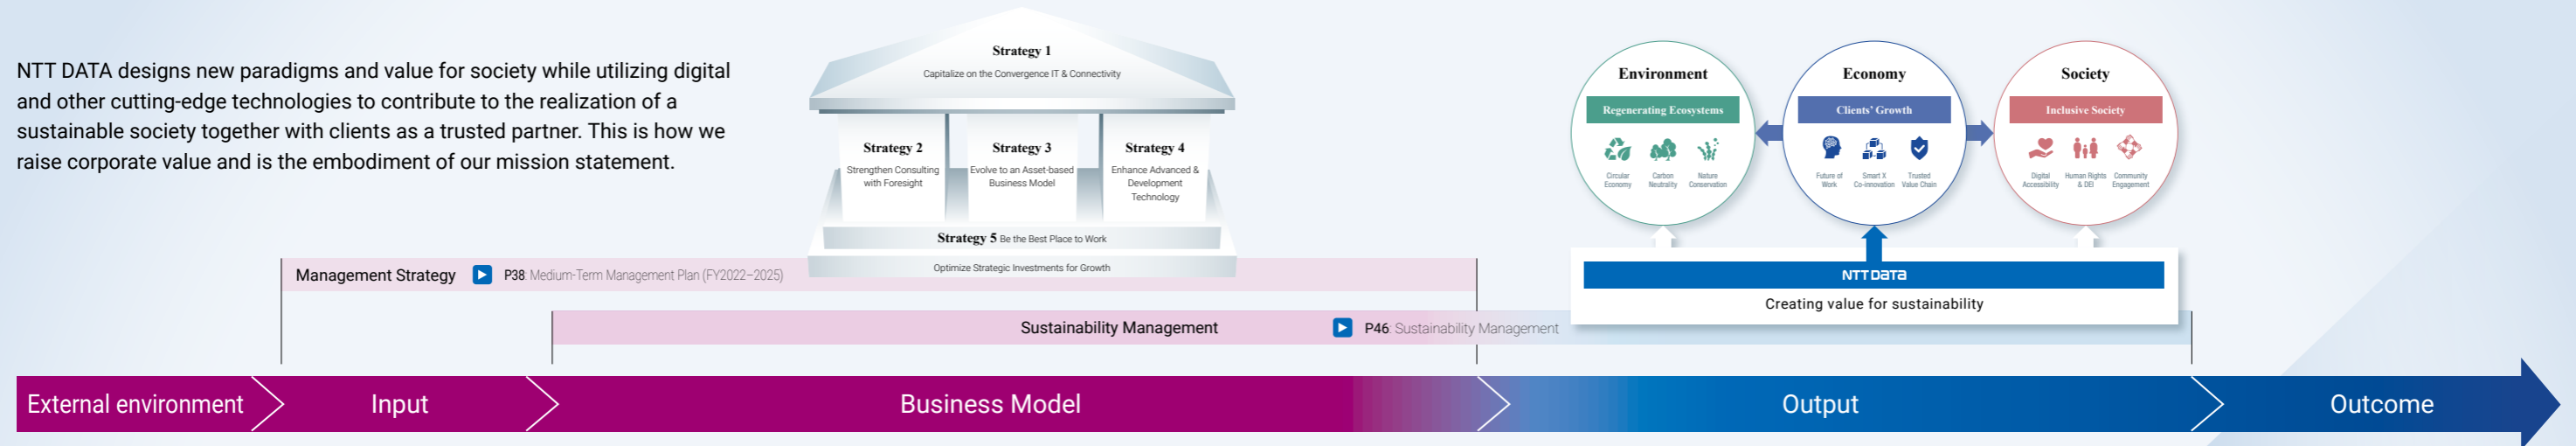 NTT DATA designs new paradigms and value for society while utilizing digital
and other cutting-edge technologies to contribute to the realization of a
sustainable society together with clients as a trusted partner. This is how we
raise corporate value and is the embodiment of our mission statement.
Strategy 1
Capitalize on the Convergence IT & Connectivity
Strategy 2
Strengthen Consulting
with Foresight
Strategy 3
Evolve to an Asset-based
Business Model
Strategy 4
Enhance Advanced &
Development
Technology
Strategy 5 Be the Best Place to Work
Optimize Strategic Investments for Growth
Environment
Regenerating Ecosystems
Circular
Economy
Carbon
Neutrality
Nature
Conservation
Economy
Clients' Growth
Future of
Work
Smart X
Co-innovation
Trusted
Value Chain
Society
Inclusive Society
Digital
Accessibility
Human Rights
& DEI
Community
Engagement
NTT DATA
Creating value for sustainability
Management Strategy P38: Medium-Term Management Plan (FY2022–2025)
Sustainability Management P46: Sustainability Management
External environment
Input
Business Model
Output
Outcome